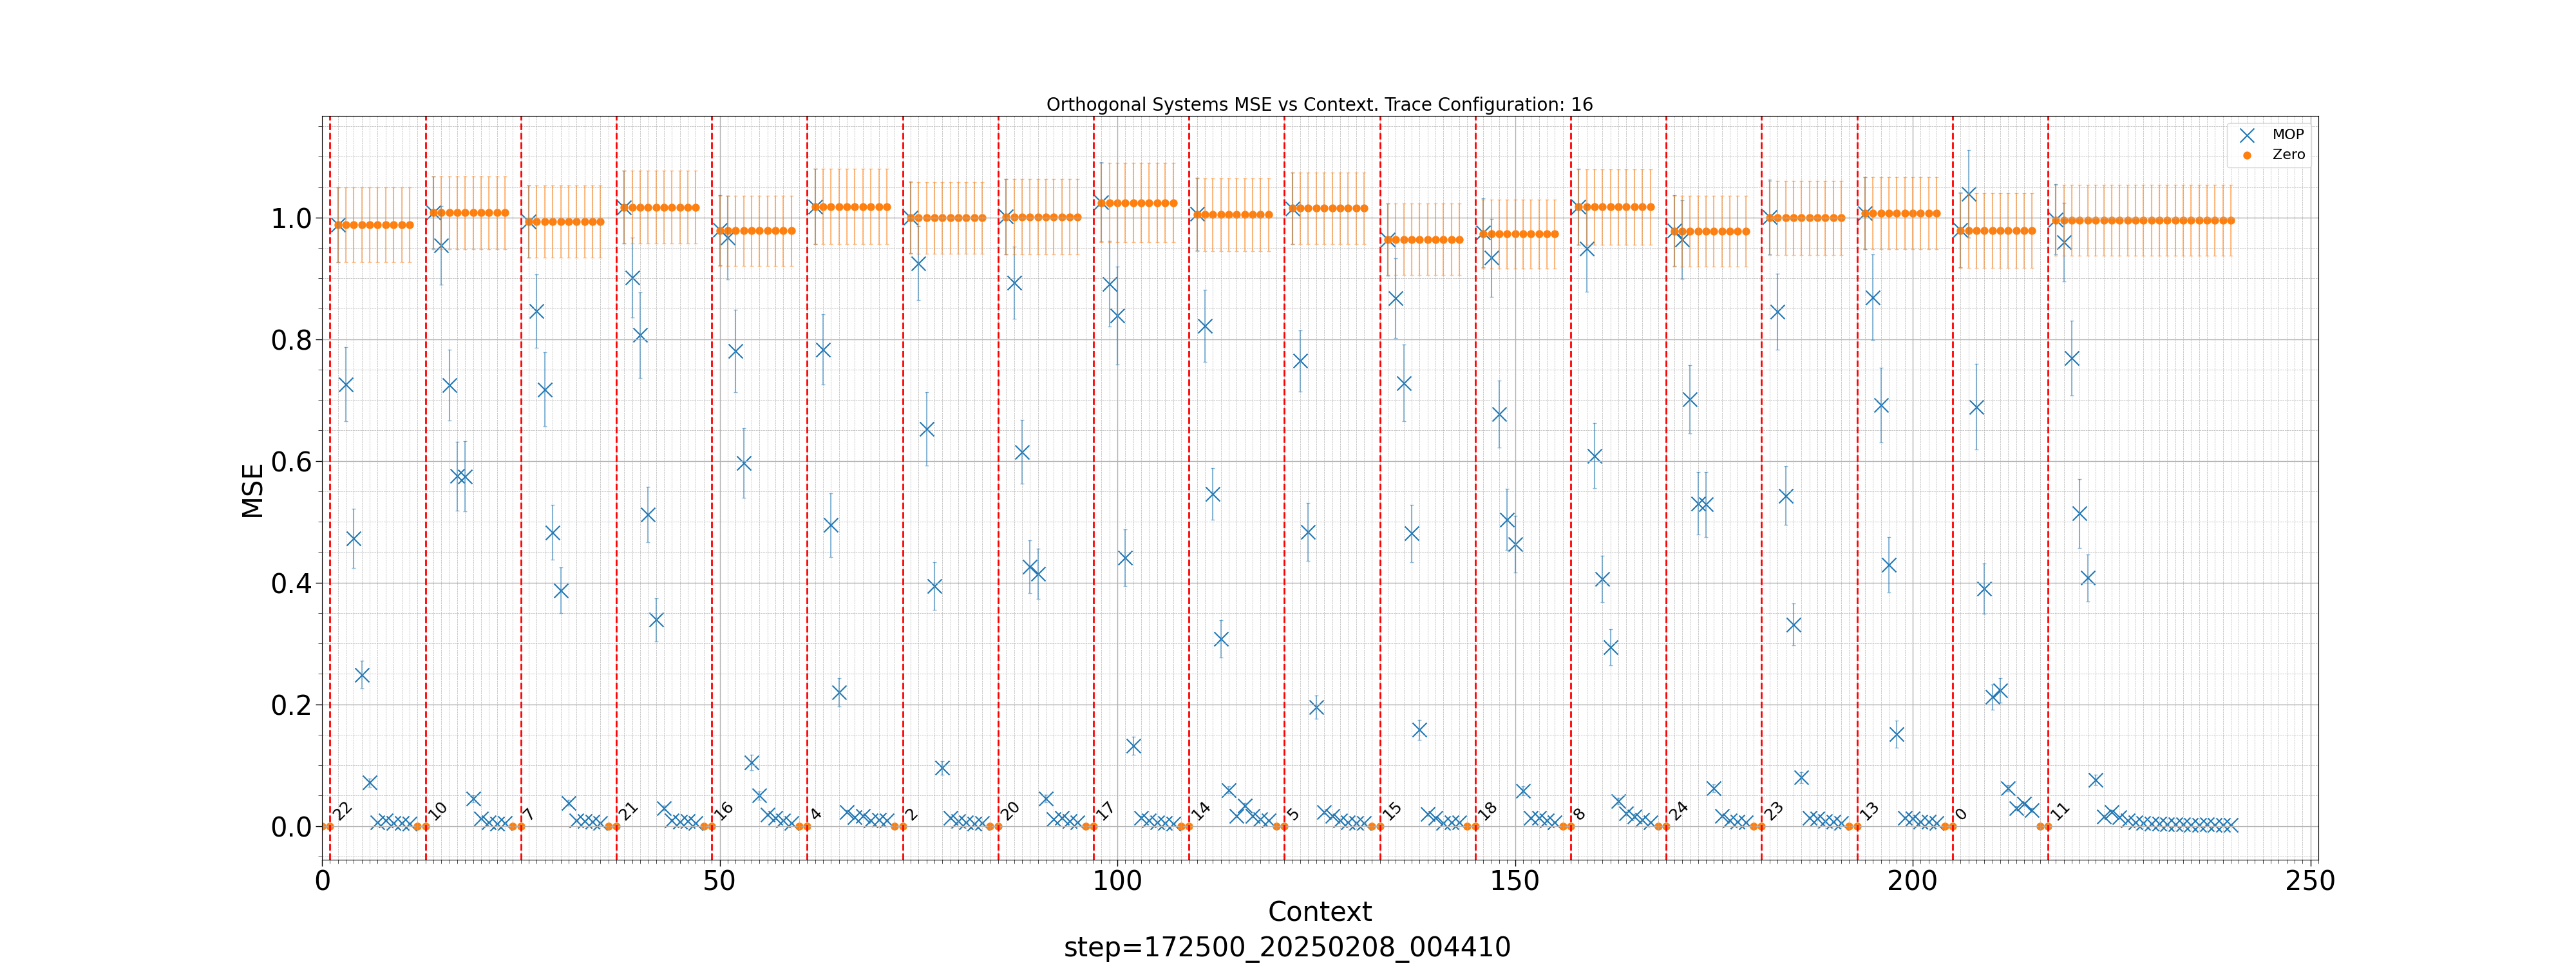 Orthogonal Systems MSE vs Context. Trace Configuration: 16
MOP
Zero
MSE
1.0
0.8
0.6
0.4
0.2
0.0
22 10 7 21 16 4 2 20 17 14 5 15 18 8 24 23 13 0 11
0 50 100 150 200 250
Context
step=172500_20250208_004410